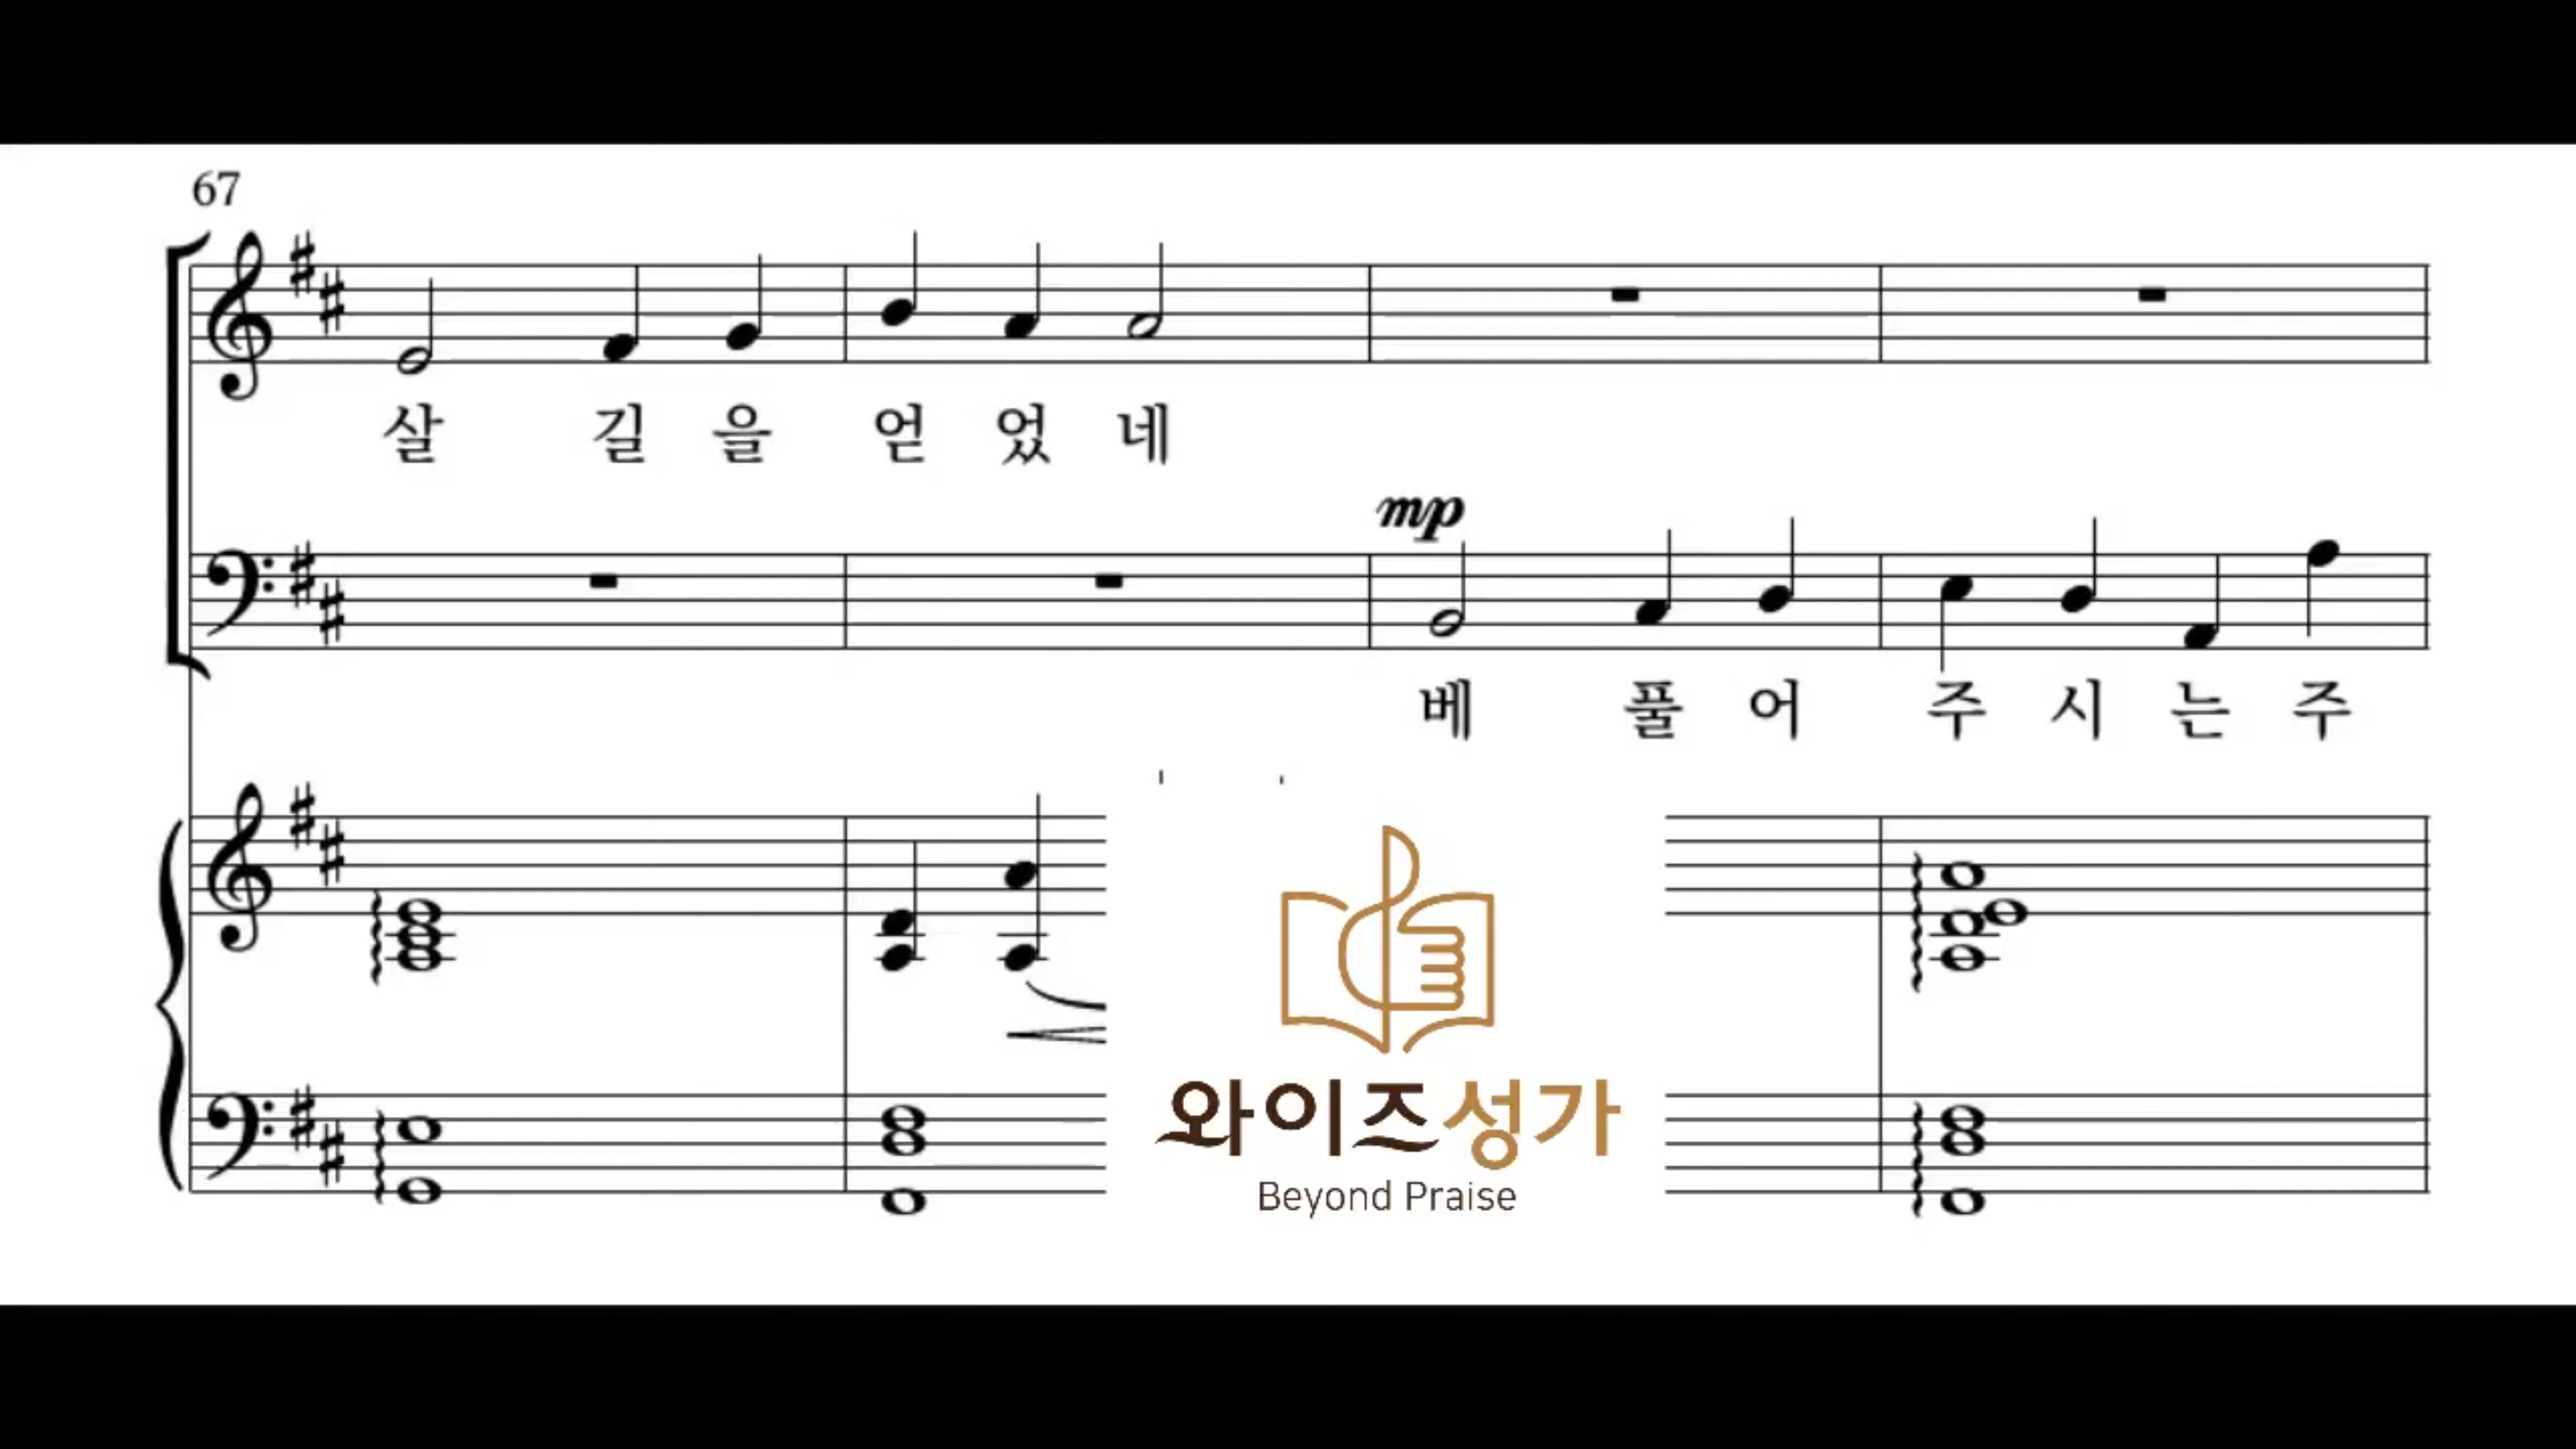 67
살 길 을 얻 었 네
mp
베 풀 어 주 시 는 주
와이즈성가
Beyond Praise